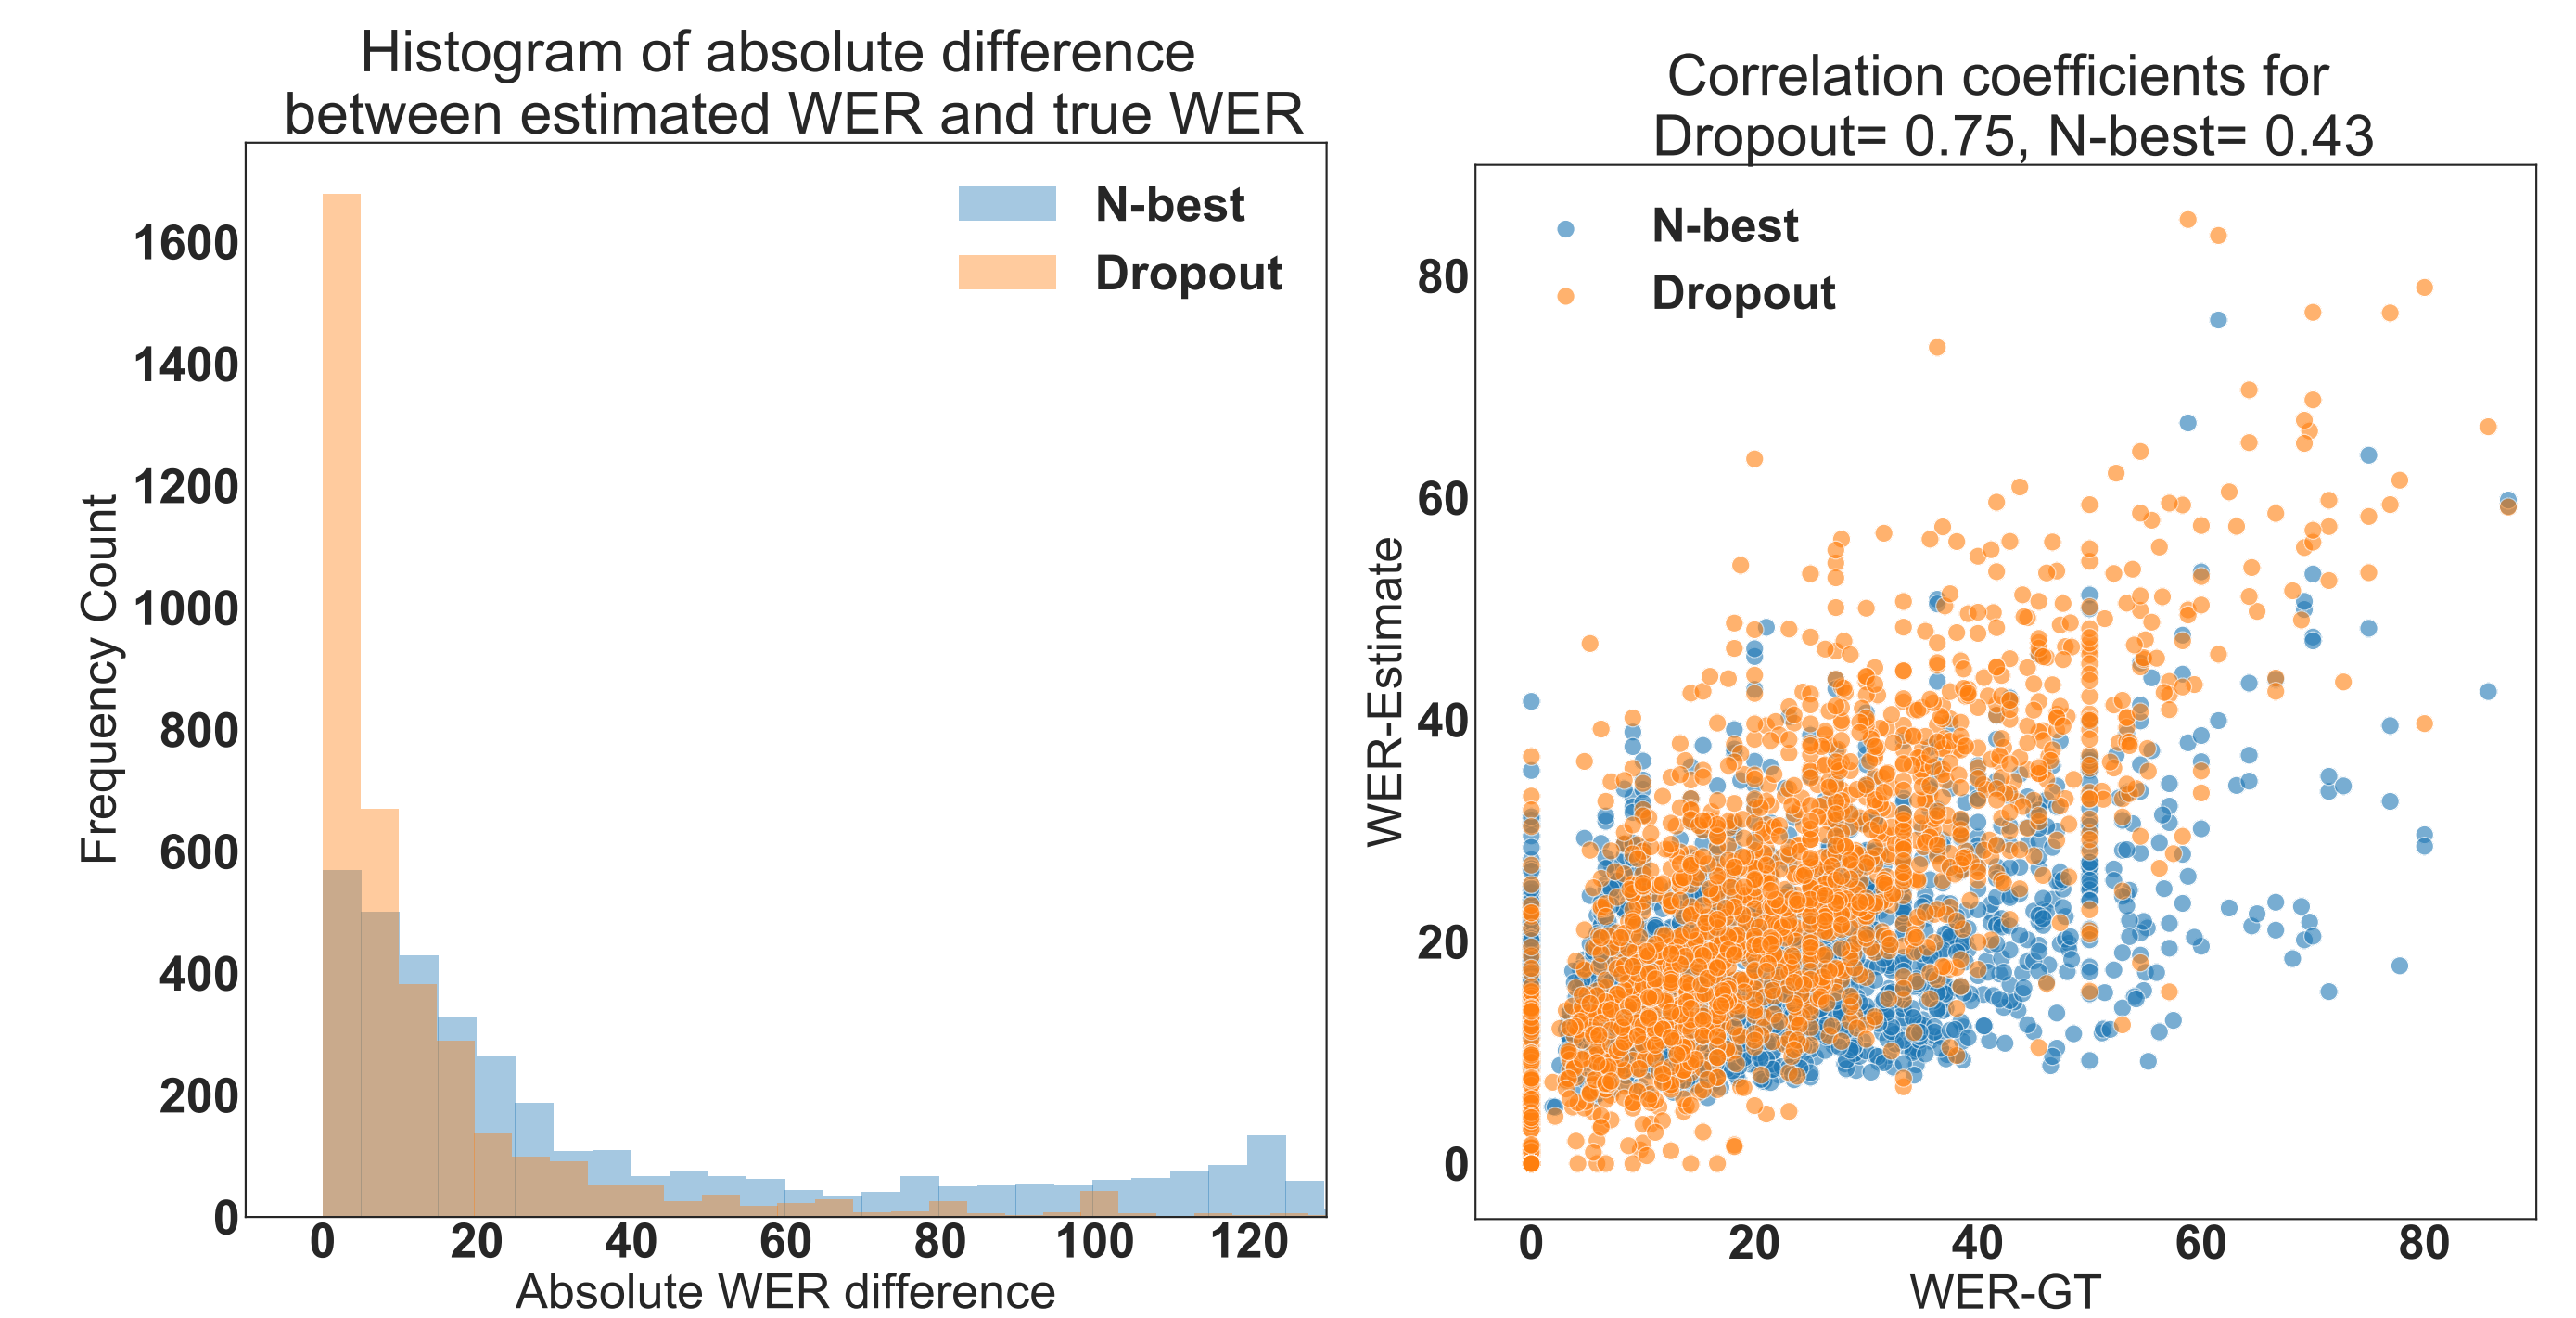 Histogram of absolute difference
between estimated WER and true WER
N-best
Dropout
1600
1400
1200
1000
800
600
400
200
0
Frequency Count
0 20 40 60 80 100 120
Absolute WER difference
Correlation coefficients for
Dropout= 0.75, N-best= 0.43
N-best
Dropout
80
60
40
20
0
WER-Estimate
0 20 40 60 80
WER-GT